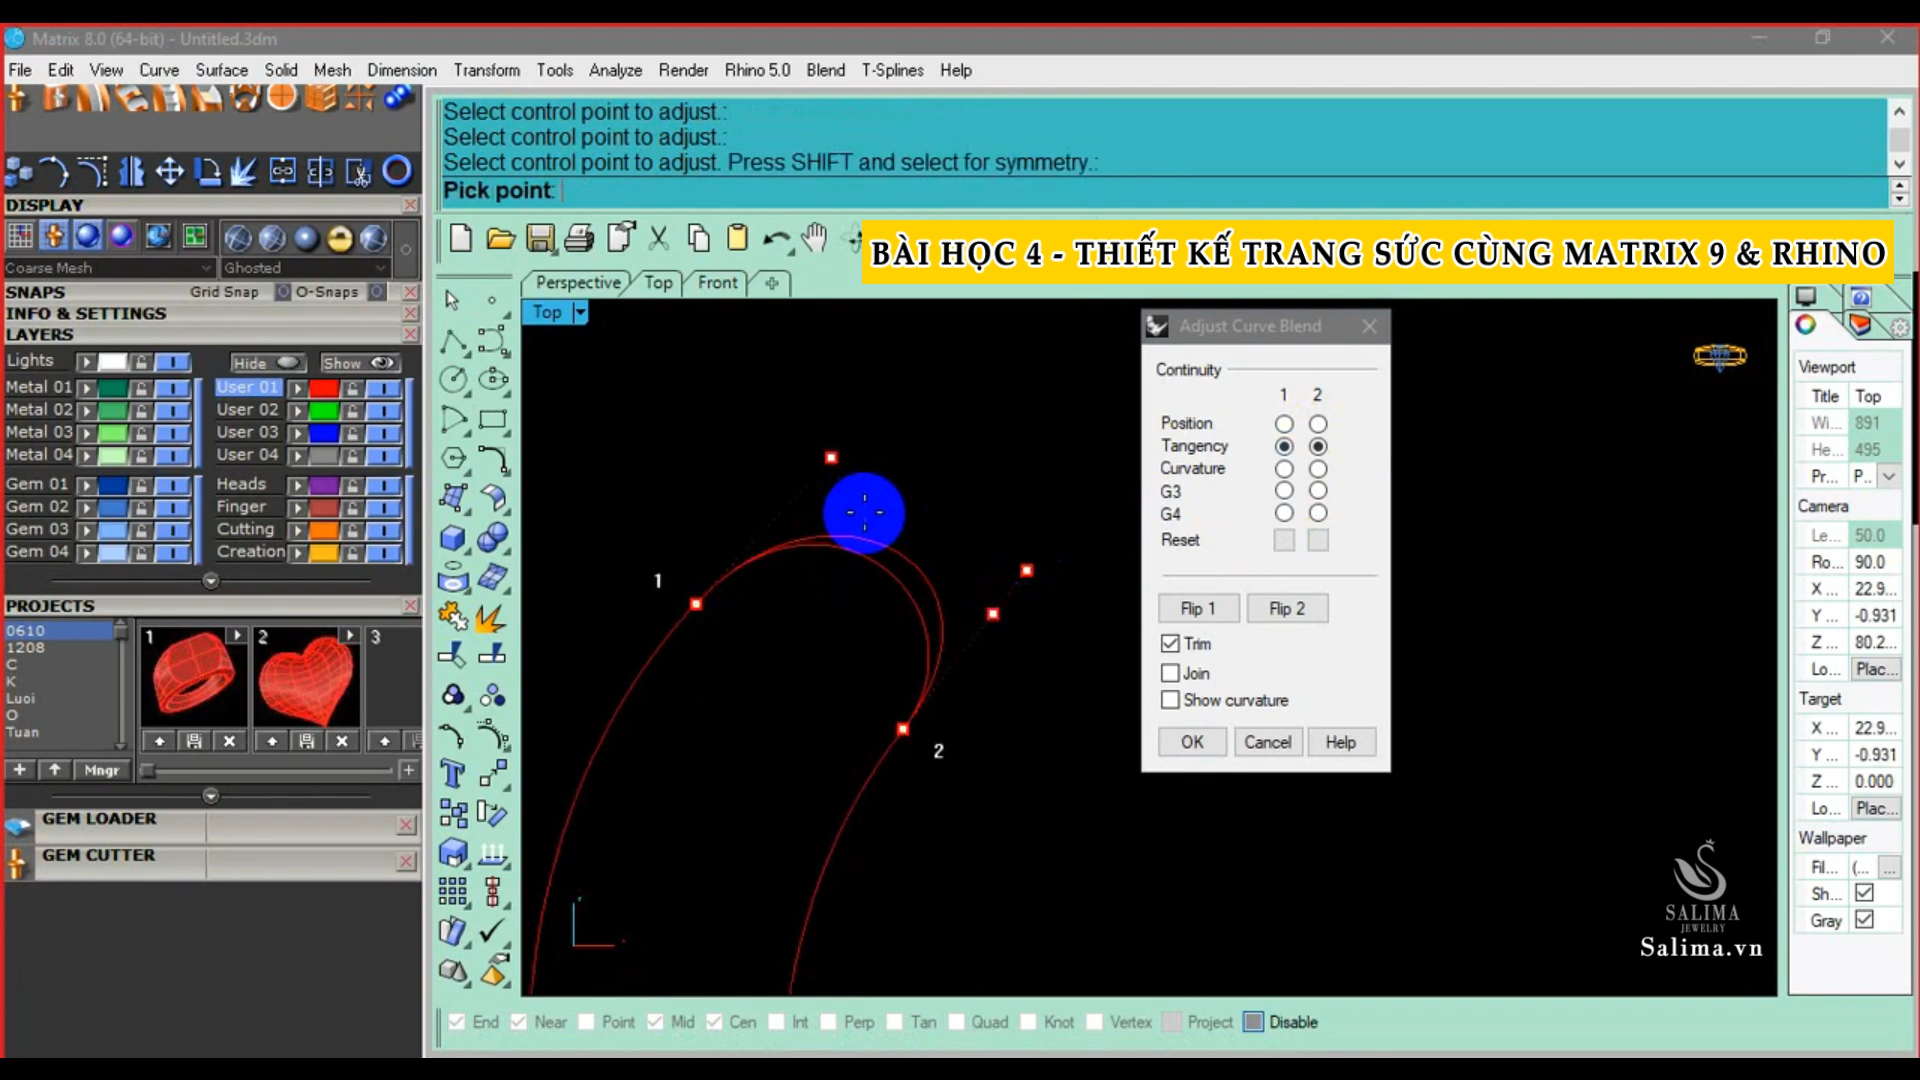 Matrix 8.0 (64-bit) - Untitled.3dm
File Edit View Curve Surface Solid Mesh Dimension Transform Tools Analyze Render Rhino 5.0 Blend T-Splines Help
Select control point to adjust.:
Select control point to adjust.:
Select control point to adjust. Press SHIFT and select for symmetry.:
Pick point:
BÀI HỌC 4 - THIẾT KẾ TRANG SỨC CÙNG MATRIX 9 & RHINO
DISPLAY
Coarse Mesh Ghosted
SNAPS Grid Snap O-Snaps
INFO & SETTINGS
LAYERS
Lights Hide Show
Metal 01 User 01
Metal 02 User 02
Metal 03 User 03
Metal 04 User 04
Gem 01 Heads
Gem 02 Finger
Gem 03 Cutting
Gem 04 Creation
PROJECTS
0610
1208
C
K
Luoi
O
Tuan
1 2 3
Mngr
GEM LOADER
GEM CUTTER
Perspective Top Front
Top
1
2
Adjust Curve Blend
Continuity
1 2
Position
Tangency
Curvature
G3
G4
Reset
Flip 1 Flip 2
Trim
Join
Show curvature
OK Cancel Help
Viewport
Title Top
Wi... 891
He... 495
Pr... P..
Camera
Le... 50.0
Ro... 90.0
X ... 22.9...
Y ... -0.931
Z ... 80.2...
Lo... Plac...
Target
X ... 22.9...
Y ... -0.931
Z ... 0.000
Lo... Plac...
Wallpaper
Fil... (... ...
Sh...
Gray
SALIMA
JEWELRY
Salima.vn
End Near Point Mid Cen Int Perp Tan Quad Knot Vertex Project Disable